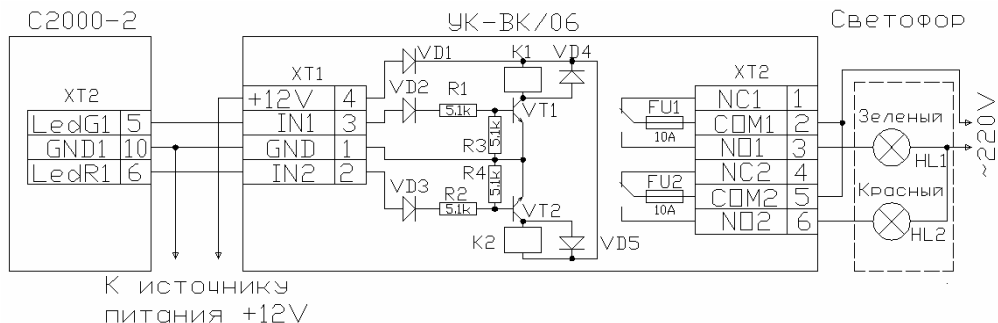 С2000-2
УК-ВК/06
Светофор
XT2
LedG1 5
GND1 10
LedR1 6
К источнику
питания +12V
XT1
+12V 4
IN1 3
GND 1
IN2 2
VD1
VD2
VD3
R1
5,1k
R3
5,1k
R4
5,1k
R2
5,1k
K1
VD4
VT1
VT2
K2
VD5
FU1
10A
FU2
10A
XT2
NC1 1
COM1 2
NO1 3
NC2 4
COM2 5
NO2 6
Зеленый
HL1
Красный
HL2
~220V